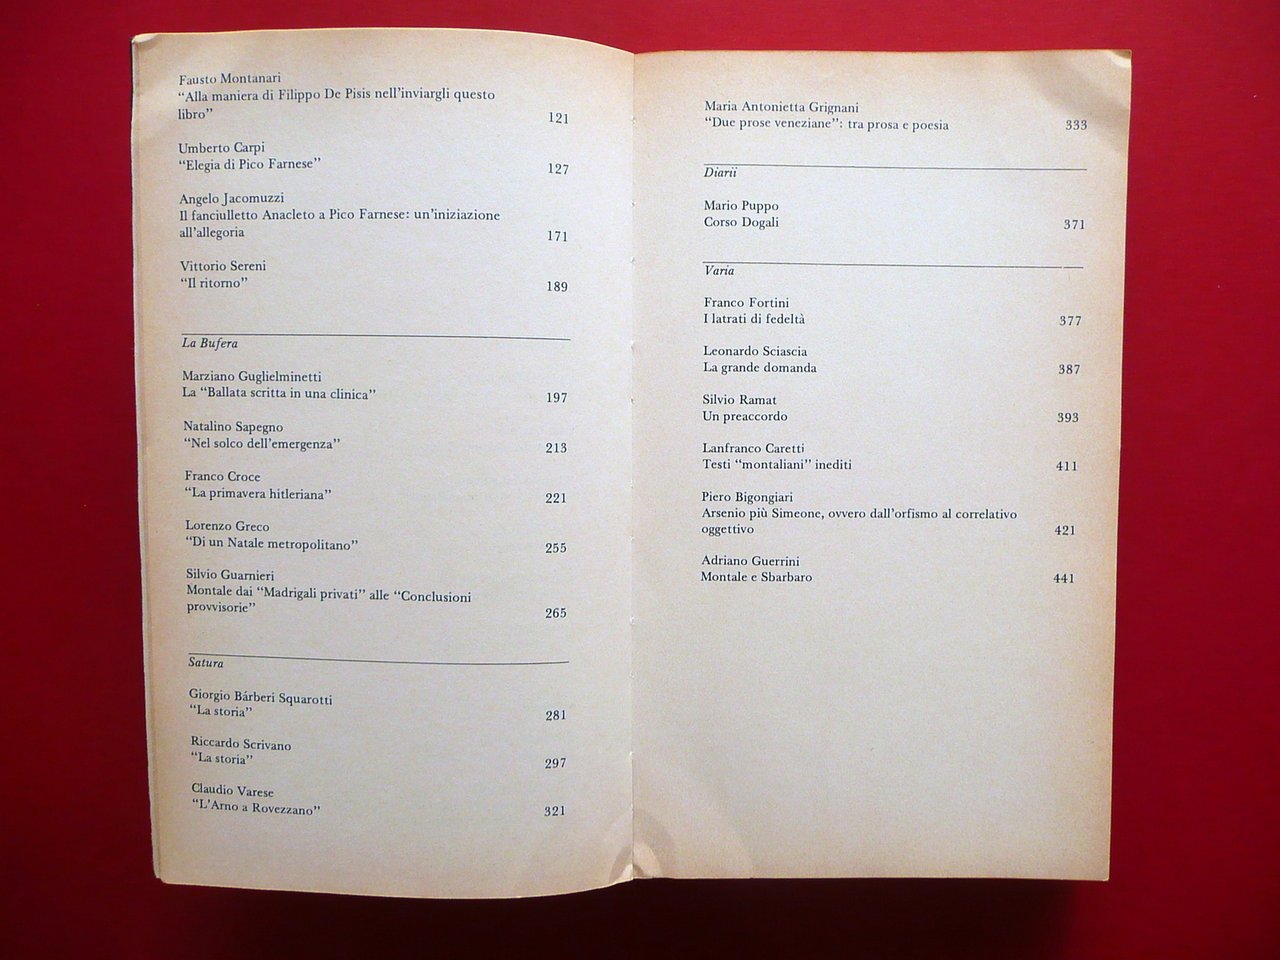 Fausto Montanari
“Alla maniera di Filippo De Pisis nell'inviargli questo
libro” 121
Umberto Carpi
“Elegia di Pico Farnese” 127
Angelo Jacomuzzi
Il fanciulletto Anacleto a Pico Farnese: un'iniziazione
all'allegoria 171
Vittorio Sereni
“Il ritorno” 189
La Bufera
Marziano Guglielminetti
La “Ballata scritta in una clinica” 197
Natalino Sapegno
“Nel solco dell'emergenza” 213
Franco Croce
“La primavera hitleriana” 221
Lorenzo Greco
“Di un Natale metropolitano” 255
Silvio Guarnieri
Montale dai “Madrigali privati” alle “Conclusioni
provvisorie” 265
Satura
Giorgio Bárberi Squarotti
“La storia” 281
Riccardo Scrivano
“La storia” 297
Claudio Varese
“L'Arno a Rovezzano” 321
Maria Antonietta Grignani
“Due prose veneziane”: tra prosa e poesia 333
Diarii
Mario Puppo
Corso Dogali 371
Varia
Franco Fortini
I latrati di fedeltà 377
Leonardo Sciascia
La grande domanda 387
Silvio Ramat
Un preaccordo 393
Lanfranco Caretti
Testi “montaliani” inediti 411
Piero Bigongiari
Arsenio più Simeone, ovvero dall'orfismo al correlativo
oggettivo 421
Adriano Guerrini
Montale e Sbarbaro 441